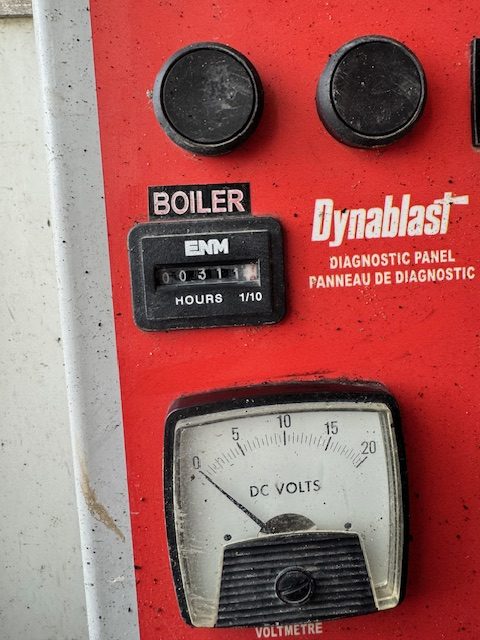 BOILER
ENM
00311
HOURS 1/10
Dynablast
DIAGNOSTIC PANEL
PANNEAU DE DIAGNOSTIC
0 5 10 15 20
DC VOLTS
VOLTMETRE